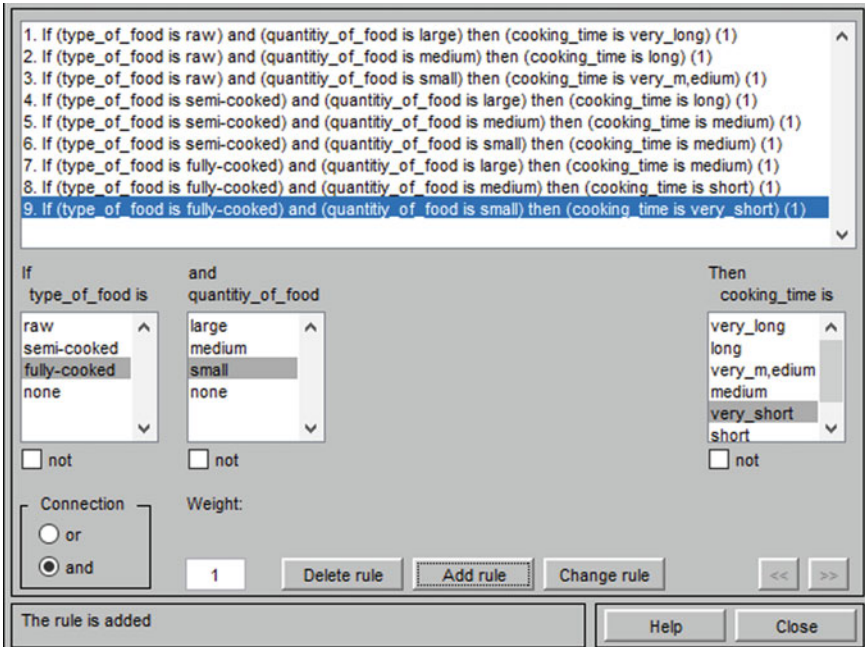 1. If (type_of_food is raw) and (quantitiy_of_food is large) then (cooking_time is very_long) (1)
2. If (type_of_food is raw) and (quantitiy_of_food is medium) then (cooking_time is long) (1)
3. If (type_of_food is raw) and (quantitiy_of_food is small) then (cooking_time is very_m,edium) (1)
4. If (type_of_food is semi-cooked) and (quantitiy_of_food is large) then (cooking_time is long) (1)
5. If (type_of_food is semi-cooked) and (quantitiy_of_food is medium) then (cooking_time is medium) (1)
6. If (type_of_food is semi-cooked) and (quantitiy_of_food is small) then (cooking_time is medium) (1)
7. If (type_of_food is fully-cooked) and (quantitiy_of_food is large) then (cooking_time is medium) (1)
8. If (type_of_food is fully-cooked) and (quantitiy_of_food is medium) then (cooking_time is short) (1)
9. If (type_of_food is fully-cooked) and (quantitiy_of_food is small) then (cooking_time is very_short) (1)
If
type_of_food is
raw
semi-cooked
fully-cooked
none
not
and
quantitiy_of_food
large
medium
small
none
not
Then
cooking_time is
very_long
long
very_m,edium
medium
very_short
short
not
Connection
or
and
Weight:
1
Delete rule
Add rule
Change rule
<<
>>
The rule is added
Help
Close